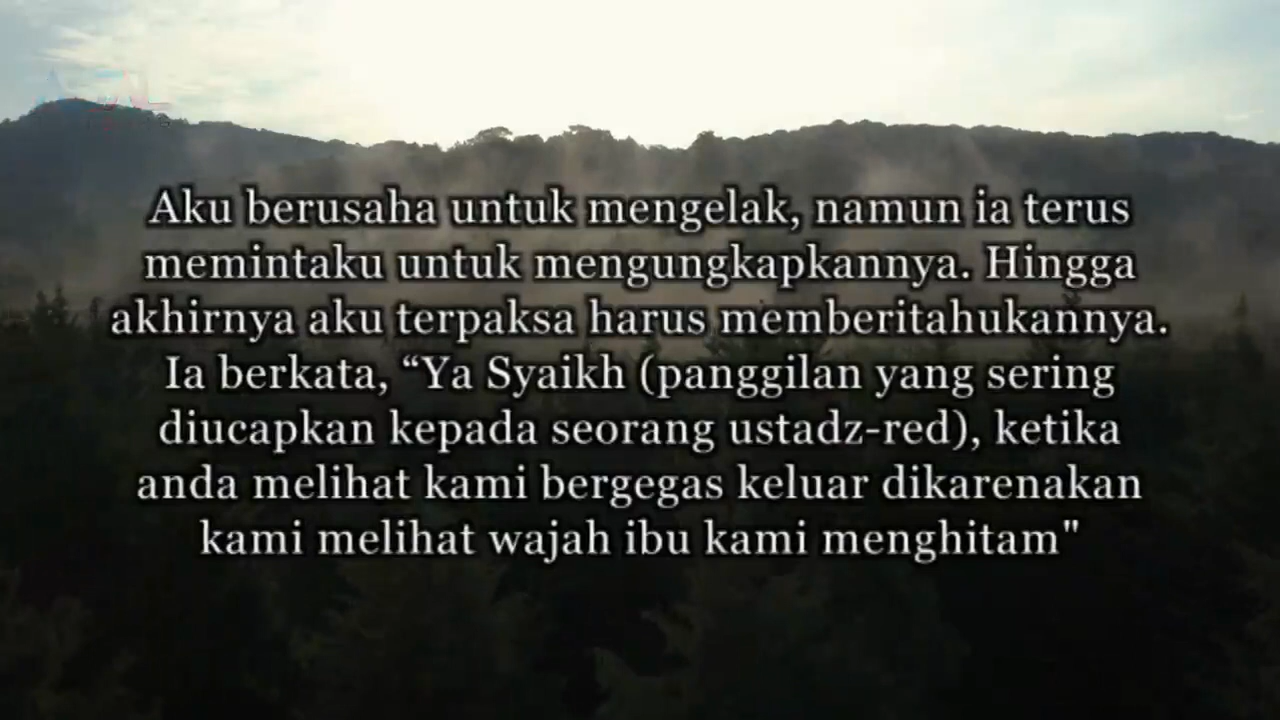 Aku berusaha untuk mengelak, namun ia terus
memintaku untuk mengungkapkannya. Hingga
akhirnya aku terpaksa harus memberitahukannya.
Ia berkata, “Ya Syaikh (panggilan yang sering
diucapkan kepada seorang ustadz-red), ketika
anda melihat kami bergegas keluar dikarenakan
kami melihat wajah ibu kami menghitam"